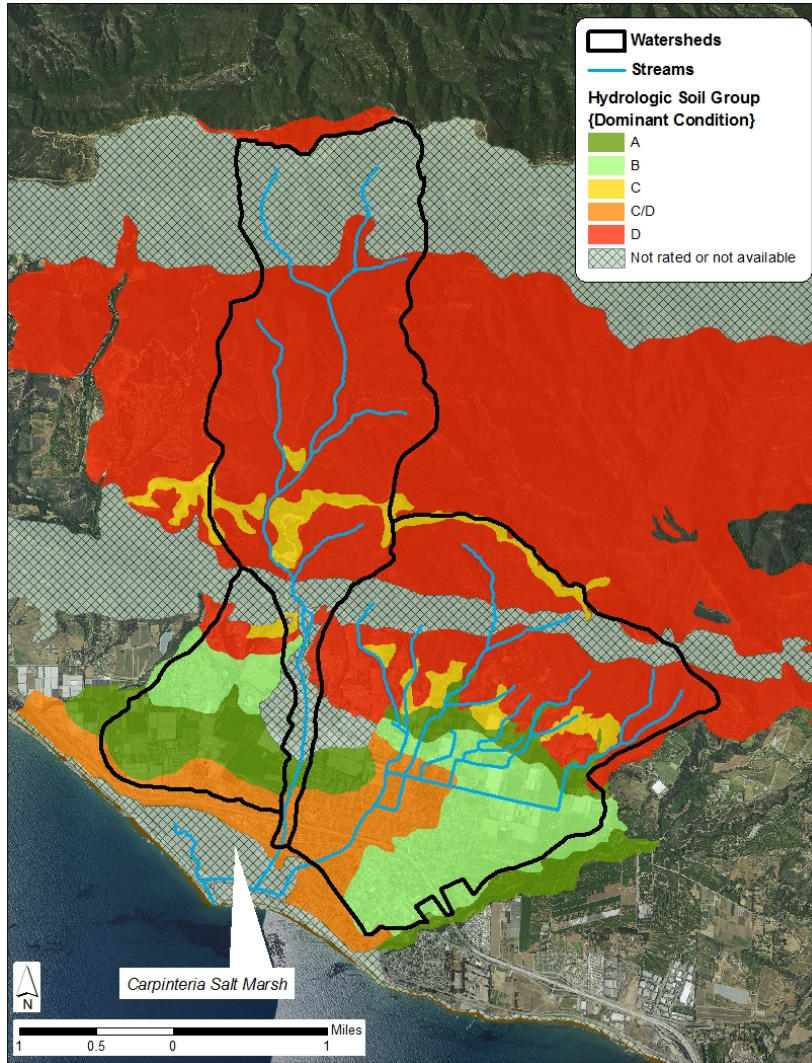 Watersheds
Streams
Hydrologic Soil Group
{Dominant Condition}
A
B
C
C/D
D
Not rated or not available
Carpinteria Salt Marsh
N
Miles
1 0.5 0 1